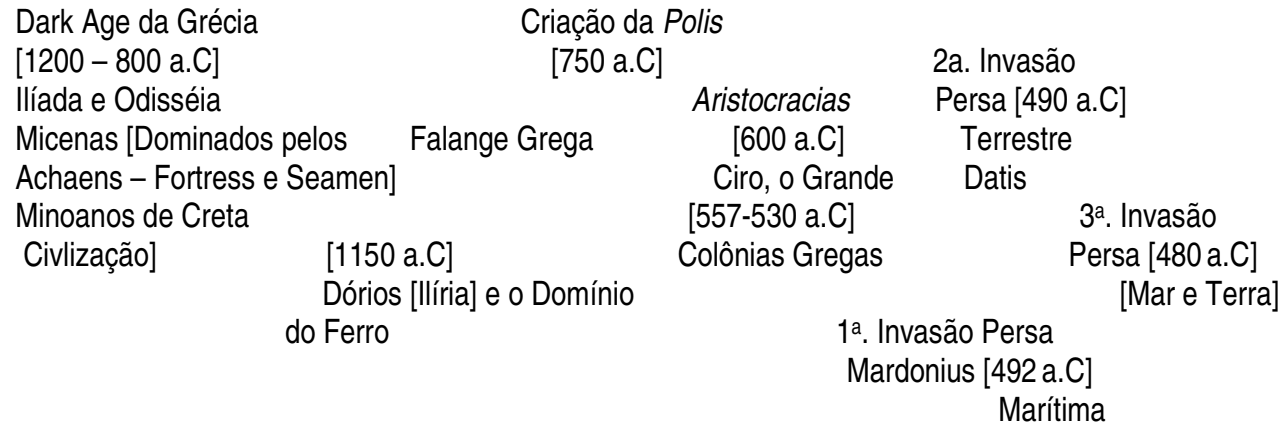 Dark Age da Grécia Criação da Polis
[1200 – 800 a.C] [750 a.C] 2a. Invasão
Ilíada e Odisséia Aristocracias Persa [490 a.C]
Micenas [Dominados pelos Falange Grega [600 a.C] Terrestre
Achaens – Fortress e Seamen] Ciro, o Grande Datis
Minoanos de Creta [557-530 a.C] 3ª. Invasão
Civlização] [1150 a.C] Colônias Gregas Persa [480 a.C]
Dórios [Ilíria] e o Domínio [Mar e Terra]
do Ferro 1ª. Invasão Persa
Mardonius [492 a.C]
Marítima